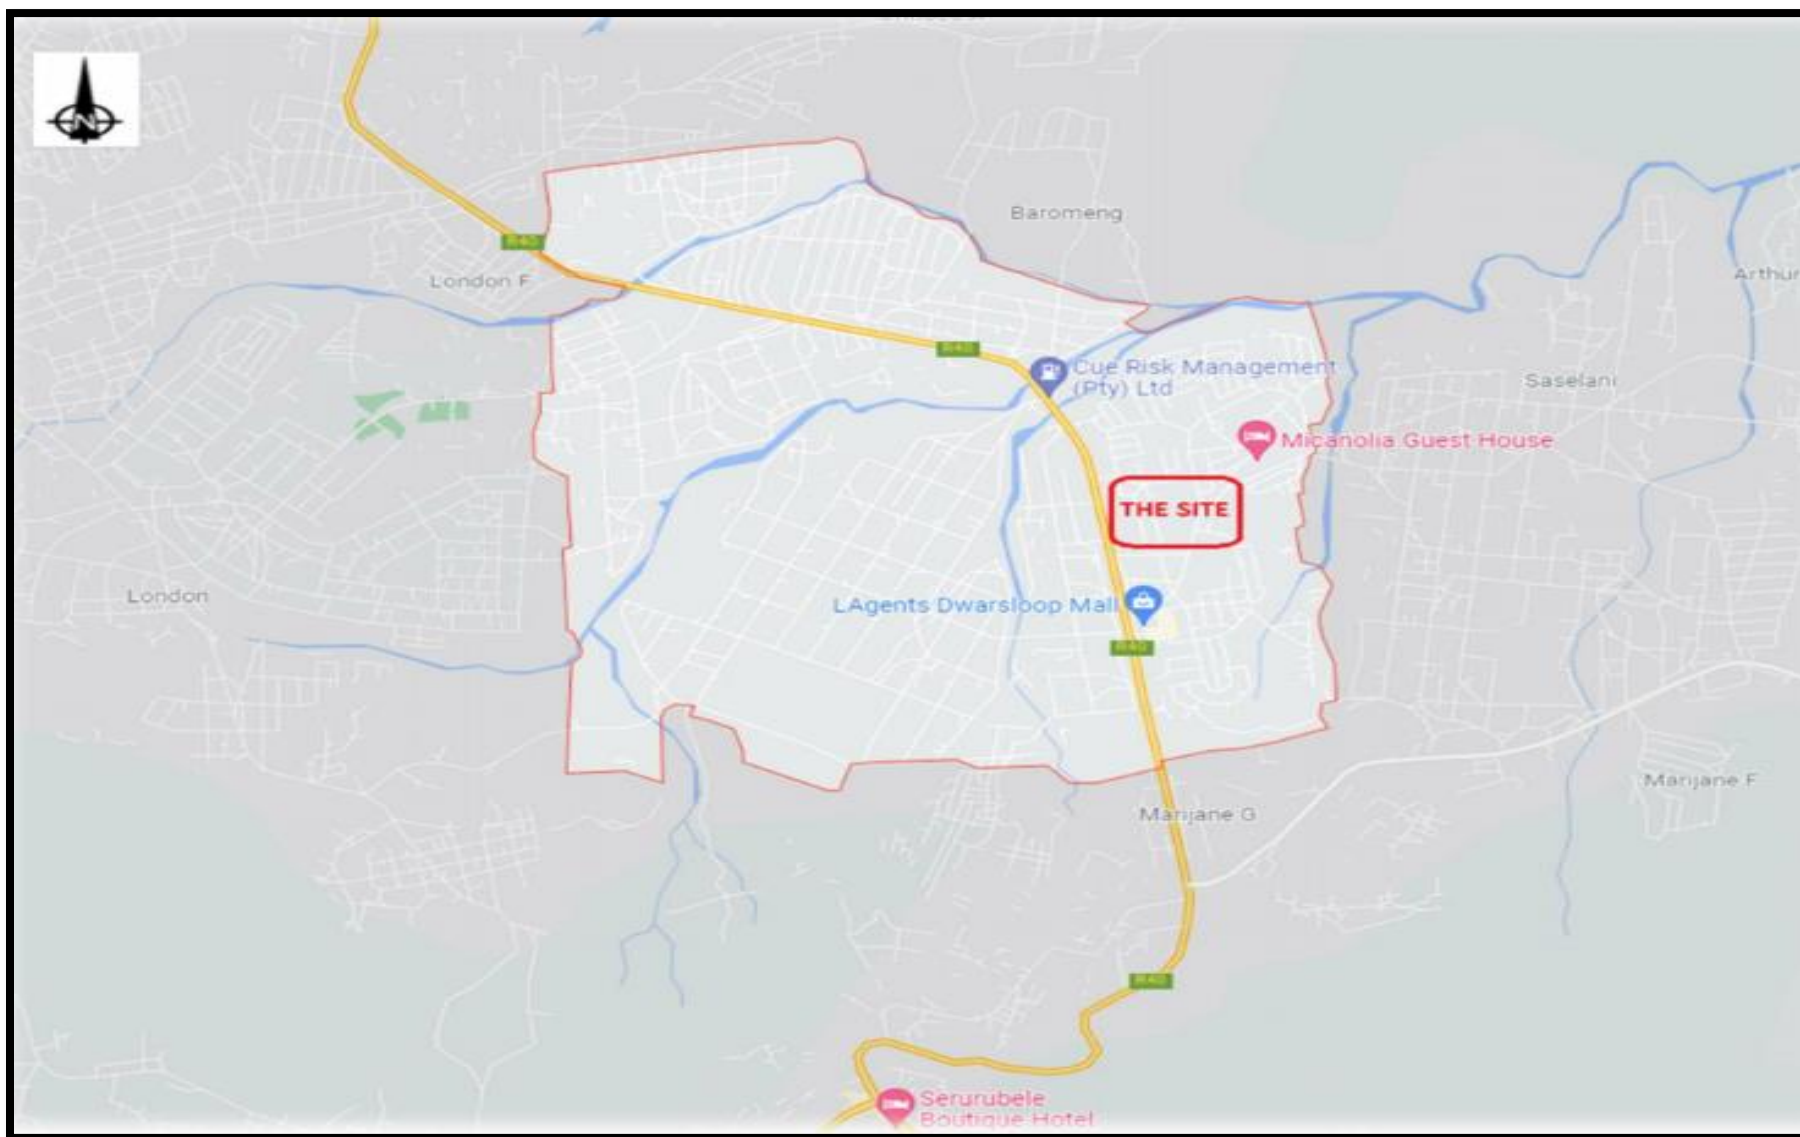 N
Baromeng
R40
London F
Arthur
R40
Cue Risk Management
(Pty) Ltd
Saselani
Micanolia Guest House
THE SITE
London
LAgents Dwarsloop Mall
R40
Marijane F
Marijane G
R40
Serurubele
Boutique Hotel